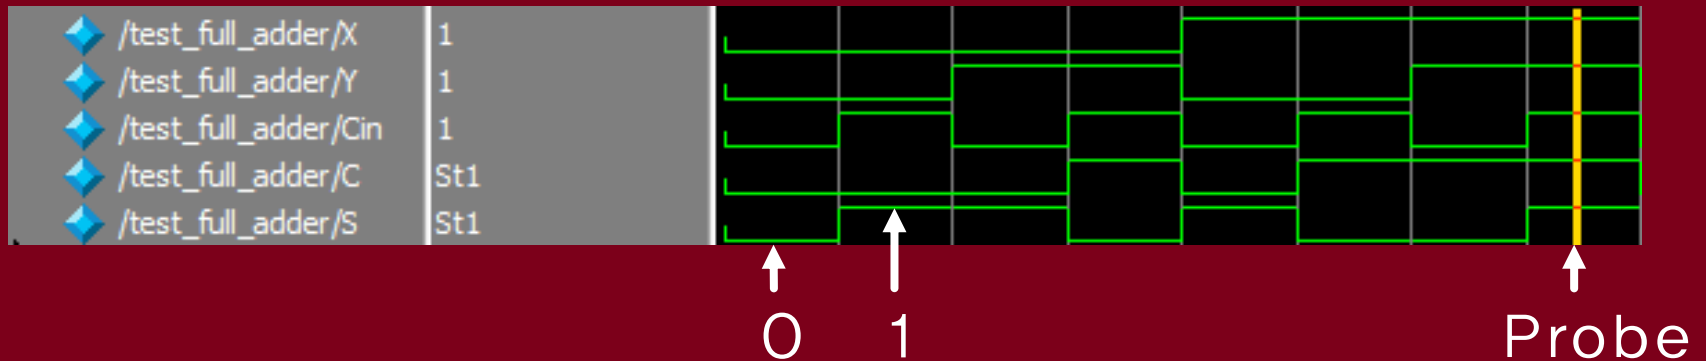 /test_full_adder/X 1
/test_full_adder/Y 1
/test_full_adder/Cin 1
/test_full_adder/C St1
/test_full_adder/S St1
0 1 Probe